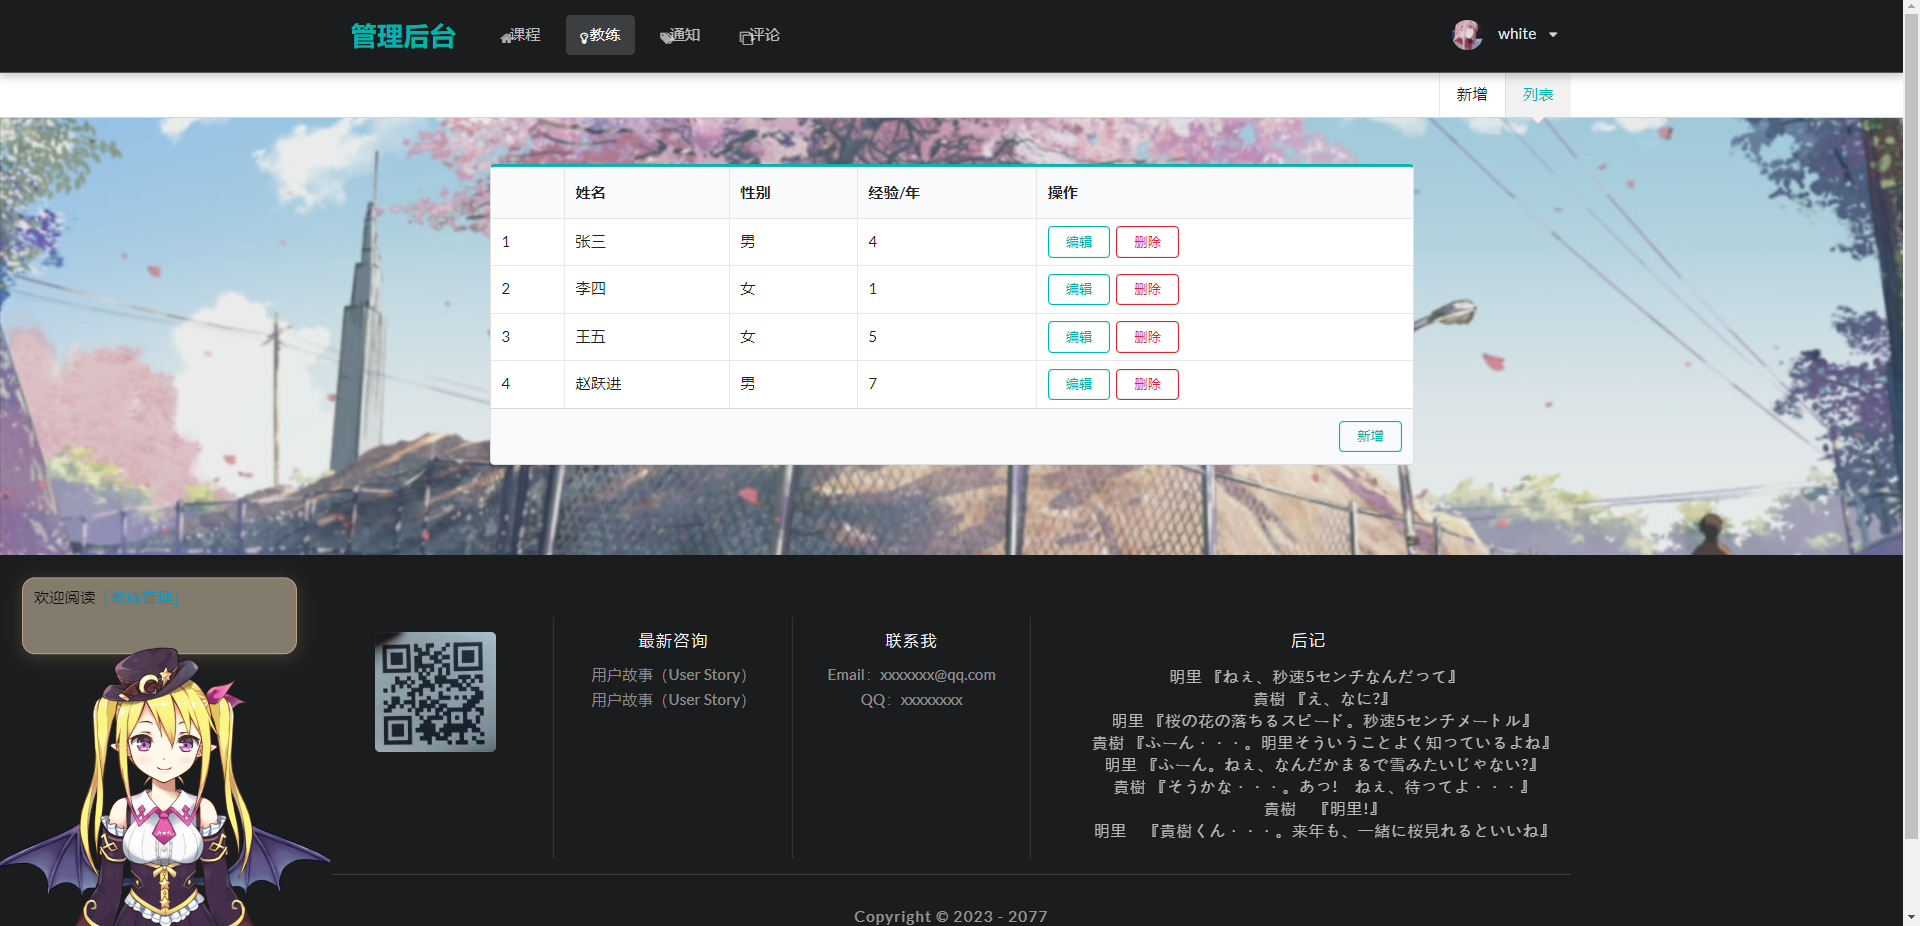 管理后台 课程 教练 通知 评论 white
新增 列表
姓名 性别 经验/年 操作
1 张三 男 4 编辑 删除
2 李四 女 1 编辑 删除
3 王五 女 5 编辑 删除
4 赵跃进 男 7 编辑 删除
新增
欢迎阅读「教练管理」
最新咨询
用户故事（User Story）
用户故事（User Story）
联系我
Email：xxxxxxx@qq.com
QQ：xxxxxxxx
后记
明里 『ねぇ、秒速5センチなんだって』
貴樹 『え、なに?』
明里 『桜の花の落ちるスピード。秒速5センチメートル』
貴樹 『ふーん・・・。明里そういうことよく知っているよね』
明里 『ふーん。ねぇ、なんだかまるで雪みたいじゃない?』
貴樹 『そうかな・・・。あっ!　ねぇ、待ってよ・・・』
貴樹　『明里!』
明里　『貴樹くん・・・。来年も、一緒に桜見れるといいね』
Copyright © 2023 - 2077